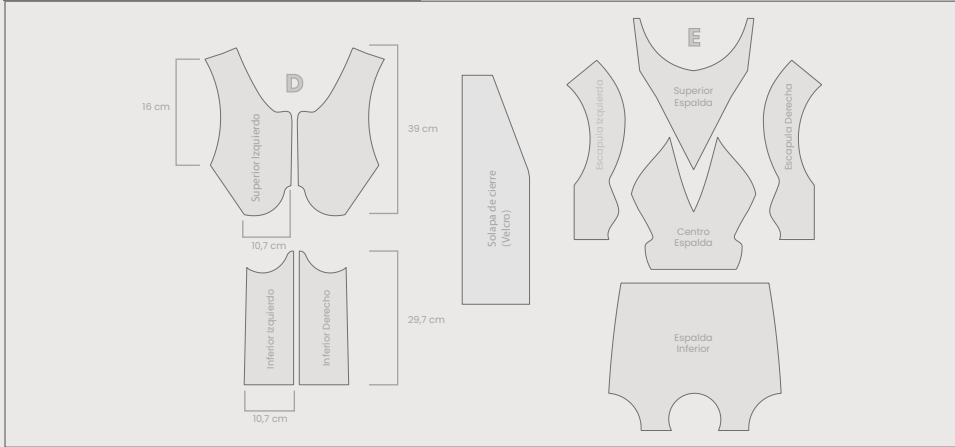 D
16 cm
39 cm
Superior Izquierdo
10,7 cm
Inferior Izquierdo
Inferior Derecho
29,7 cm
10,7 cm
Solapa de cierre
(Velcro)
E
Escapula Izquierda
Superior
Espalda
Escapula Derecha
Centro
Espalda
Espalda
Inferior